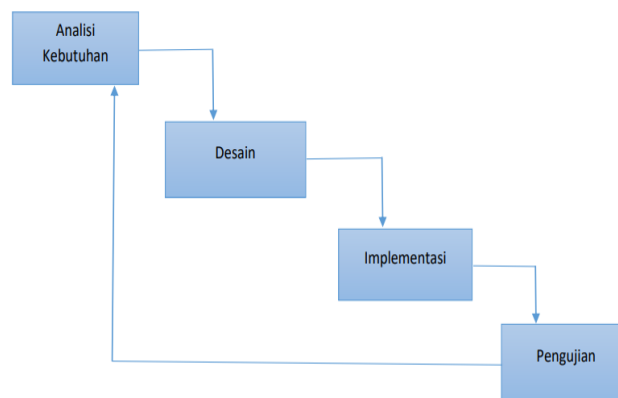 Analisi
Kebutuhan
Desain
Implementasi
Pengujian